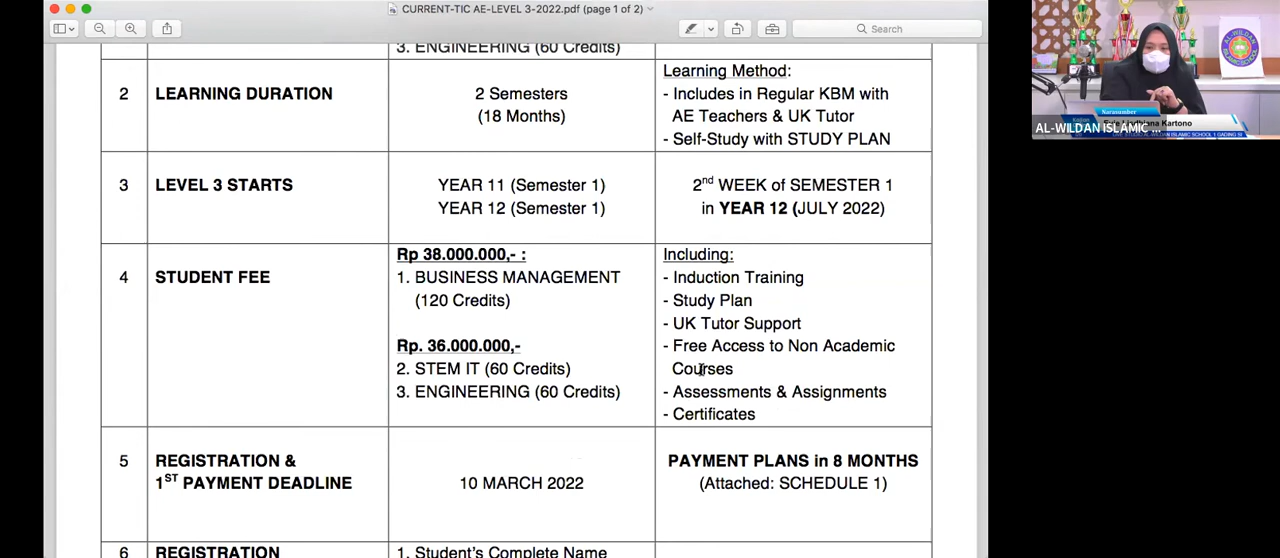 CURRENT-TIC AE-LEVEL 3-2022.pdf (page 1 of 2)
Search
3. ENGINEERING (60 Credits)
2
LEARNING DURATION
2 Semesters
(18 Months)
Learning Method:
- Includes in Regular KBM with
AE Teachers & UK Tutor
- Self-Study with STUDY PLAN
3
LEVEL 3 STARTS
YEAR 11 (Semester 1)
YEAR 12 (Semester 1)
2nd WEEK of SEMESTER 1
in YEAR 12 (JULY 2022)
4
STUDENT FEE
Rp 38.000.000,- :
1. BUSINESS MANAGEMENT
(120 Credits)
Rp. 36.000.000,-
2. STEM IT (60 Credits)
3. ENGINEERING (60 Credits)
Including:
- Induction Training
- Study Plan
- UK Tutor Support
- Free Access to Non Academic
Courses
- Assessments & Assignments
- Certificates
5
REGISTRATION &
1ST PAYMENT DEADLINE
10 MARCH 2022
PAYMENT PLANS in 8 MONTHS
(Attached: SCHEDULE 1)
6
REGISTRATION
1. Student's Complete Name
AL-WILDAN
ISLAMIC SCHOOL
Narasumber
Kartono
AL-WILDAN ISLAMIC ...